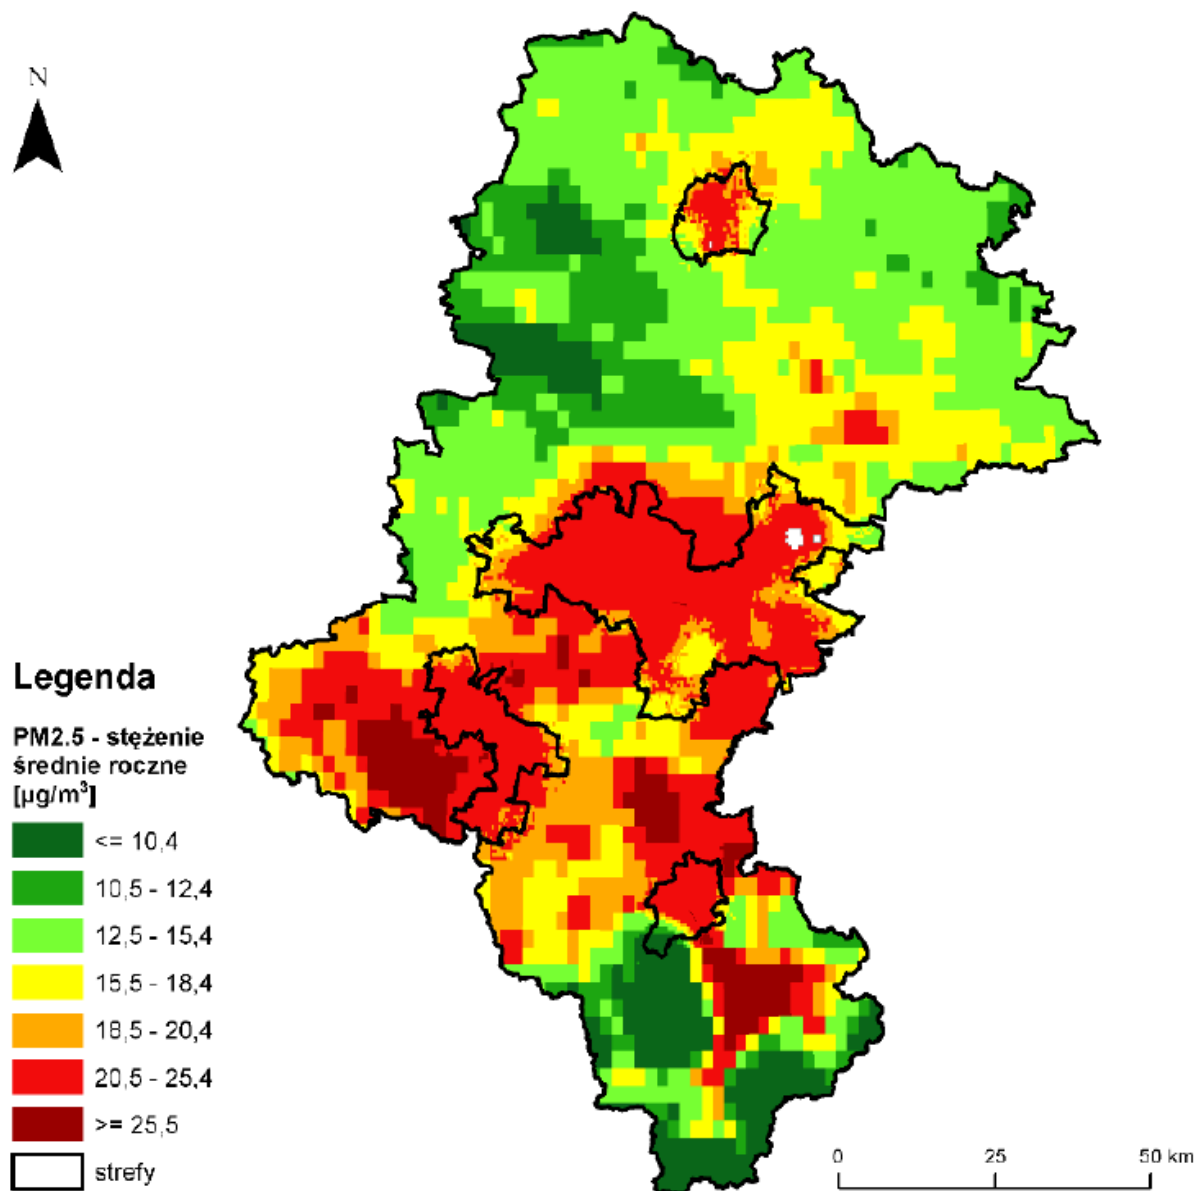 N
Legenda
PM2.5 - stężenie
średnie roczne
[µg/m³]
<= 10,4
10,5 - 12,4
12,5 - 15,4
15,5 - 18,4
18,5 - 20,4
20,5 - 25,4
>= 25,5
strefy
0 25 50 km